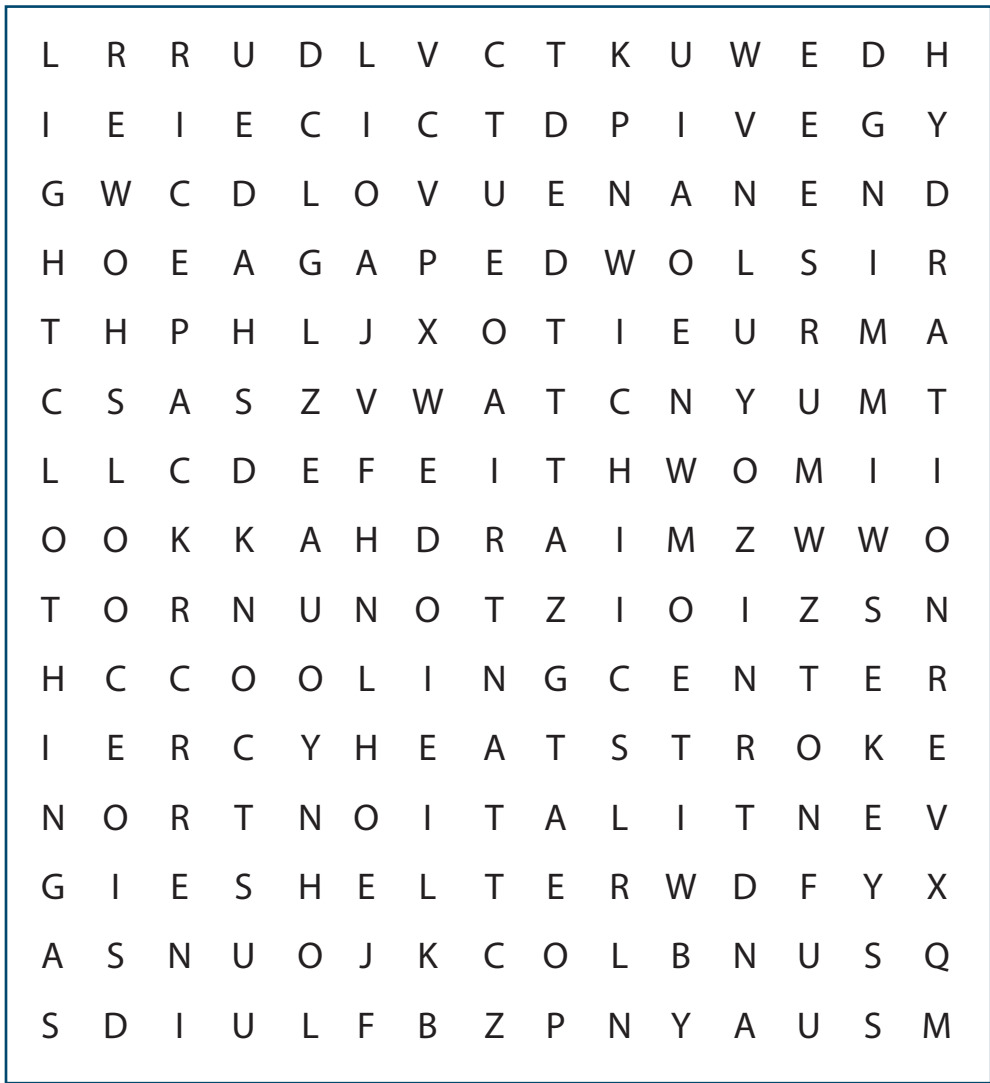 L R R U D L V C T K U W E D H
I E I E C I C T D P I V E G Y
G W C D L O V U E N A N E N D
H O E A G A P E D W O L S I R
T H P H L J X O T I E U R M A
C S A S Z V W A T C N Y U M T
L L C D E F E I T H W O M I I
O O K K A H D R A I M Z W W O
T O R N U N O T Z I O I Z S N
H C C O O L I N G C E N T E R
I E R C Y H E A T S T R O K E
N O R T N O I T A L I T N E V
G I E S H E L T E R W D F Y X
A S N U O J K C O L B N U S Q
S D I U L F B Z P N Y A U S M